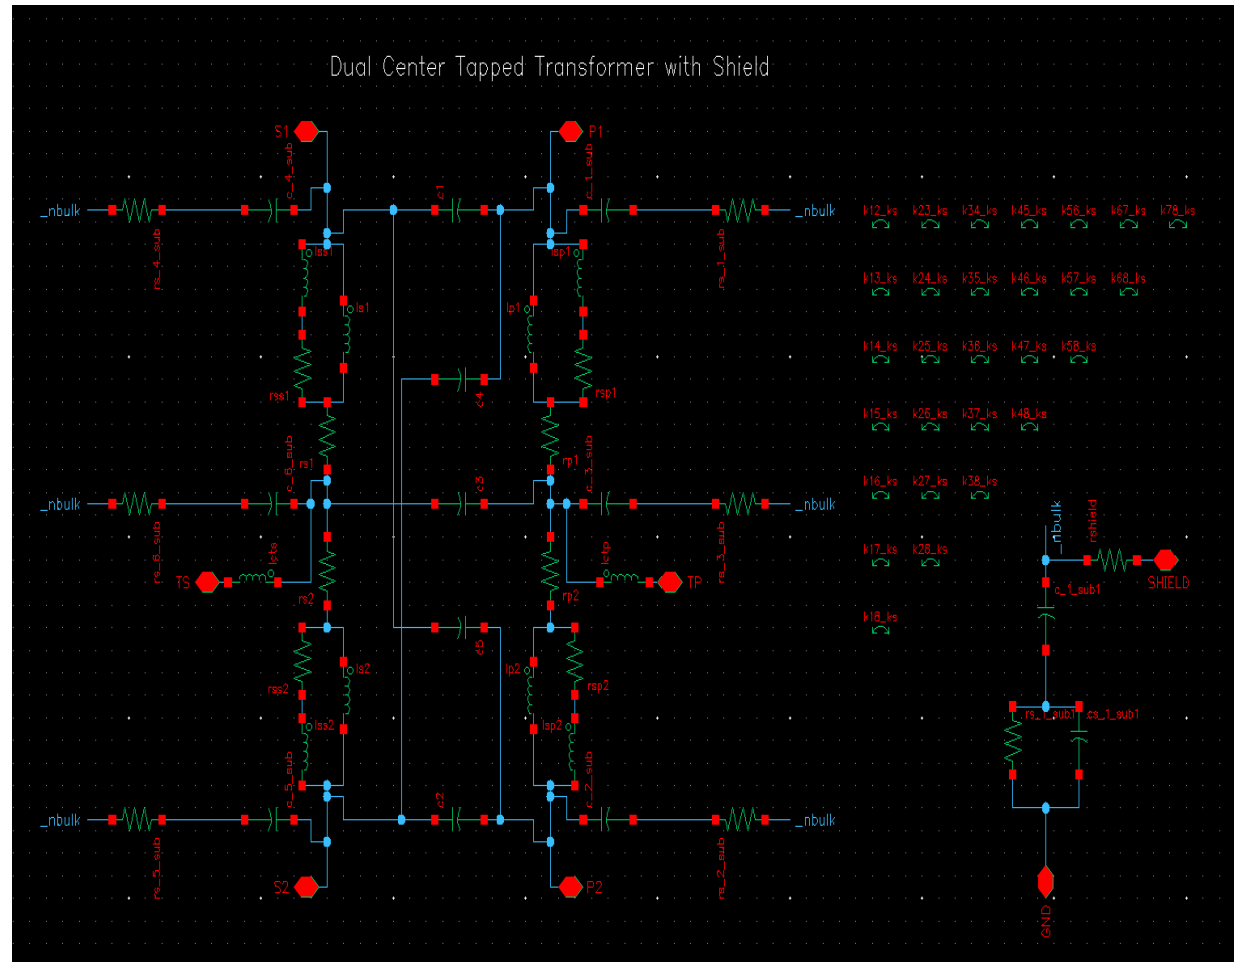 Dual Center Tapped Transformer with Shield
S1
P1
c_4_sub
c1
c_1_sub
_nbulk
_nbulk
rs_4_sub
rs_1_sub
k12_ks k23_ks k34_ks k45_ks k56_ks k67_ks k78_ks
lss1
lsp1
k13_ks k24_ks k35_ks k46_ks k57_ks k68_ks
ls1
lp1
k14_ks k25_ks k36_ks k47_ks k58_ks
rss1
c4
rsp1
k15_ks k26_ks k37_ks k48_ks
c_6_sub
rs1
rp1
c_3_sub
c3
k16_ks k27_ks k38_ks
_nbulk
_nbulk
_nbulk
rshield
rs_6_sub
rs_3_sub
k17_ks k28_ks
lcts
lctp
TS
TP
SHIELD
rs2
rp2
c_1_sub1
k18_ks
c5
ls2
lp2
rss2
rsp2
lss2
lsp2
rs_1_sub1
cs_1_sub1
c_5_sub
c2
c_2_sub
_nbulk
_nbulk
rs_5_sub
rs_2_sub
S2
P2
GND